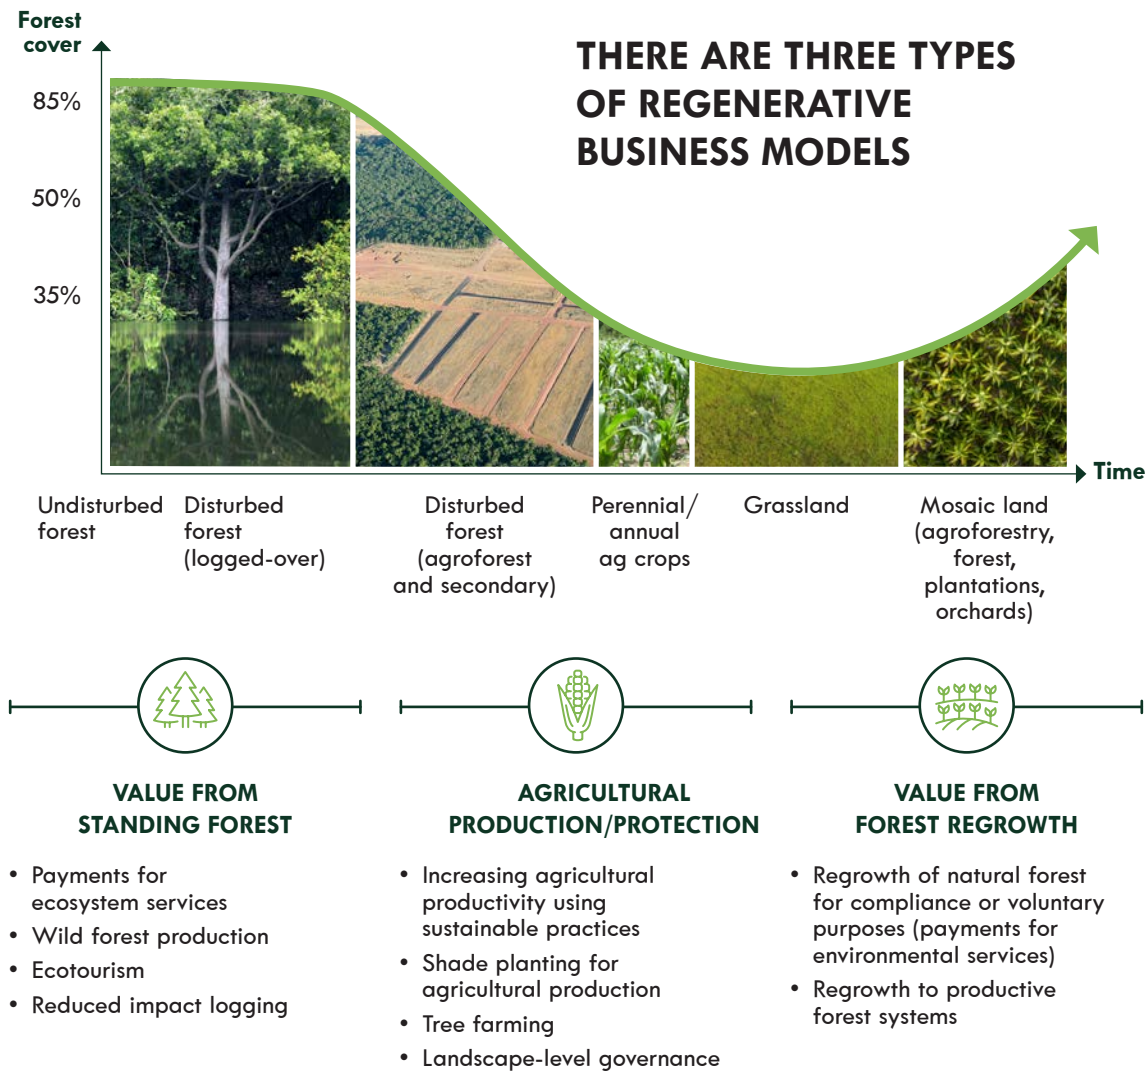 Forest
cover
THERE ARE THREE TYPES
OF REGENERATIVE
BUSINESS MODELS
85%
50%
35%
Time
Undisturbed
forest
Disturbed
forest
(logged-over)
Disturbed
forest
(agroforest
and secondary)
Perennial/
annual
ag crops
Grassland
Mosaic land
(agroforestry,
forest,
plantations,
orchards)
VALUE FROM
STANDING FOREST
• Payments for
ecosystem services
• Wild forest production
• Ecotourism
• Reduced impact logging
AGRICULTURAL
PRODUCTION/PROTECTION
• Increasing agricultural
productivity using
sustainable practices
• Shade planting for
agricultural production
• Tree farming
• Landscape-level governance
VALUE FROM
FOREST REGROWTH
• Regrowth of natural forest
for compliance or voluntary
purposes (payments for
environmental services)
• Regrowth to productive
forest systems